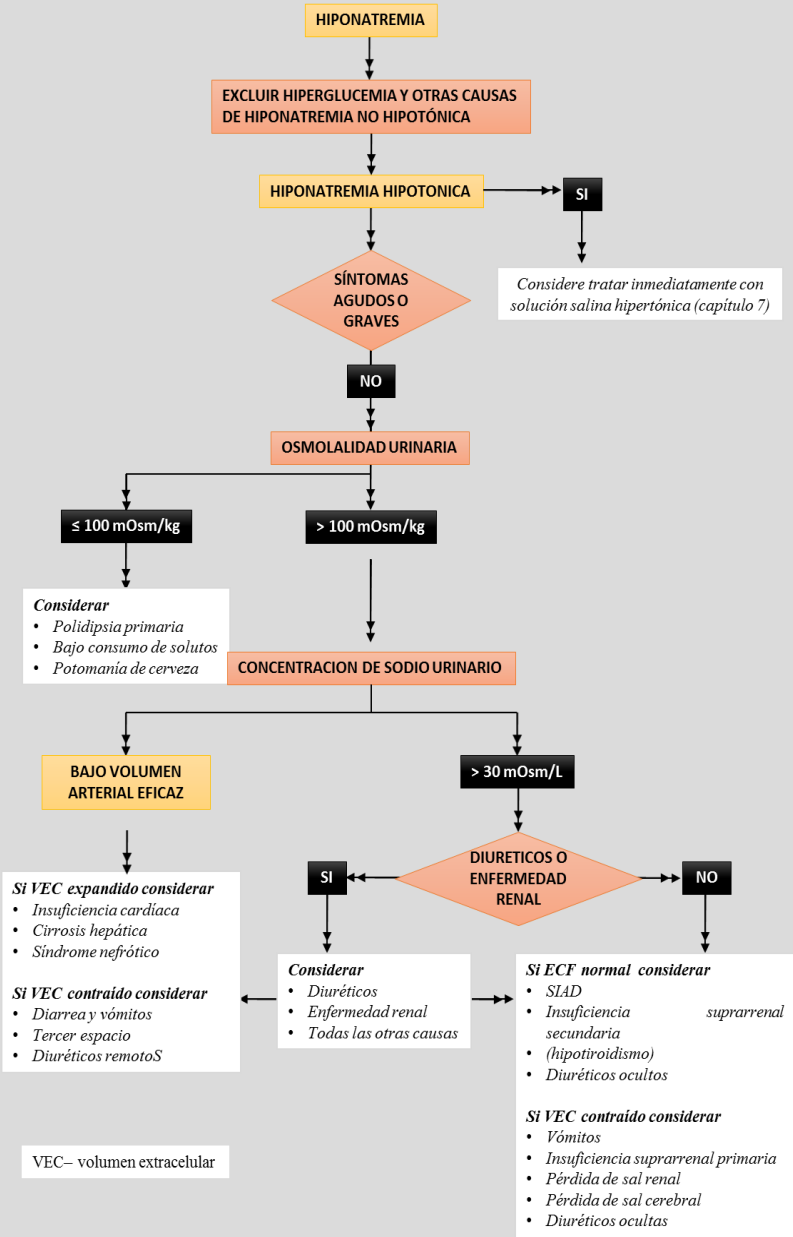 HIPONATREMIA
EXCLUIR HIPERGLUCEMIA Y OTRAS CAUSAS
DE HIPONATREMIA NO HIPOTÓNICA
HIPONATREMIA HIPOTONICA
SI
Considere tratar inmediatamente con
solución salina hipertónica (capítulo 7)
SÍNTOMAS
AGUDOS O
GRAVES
NO
OSMOLALIDAD URINARIA
≤ 100 mOsm/kg
> 100 mOsm/kg
Considerar
• Polidipsia primaria
• Bajo consumo de solutos
• Potomanía de cerveza
CONCENTRACION DE SODIO URINARIO
BAJO VOLUMEN
ARTERIAL EFICAZ
> 30 mOsm/L
DIURETICOS O
ENFERMEDAD
RENAL
SI
NO
Si VEC expandido considerar
• Insuficiencia cardíaca
• Cirrosis hepática
• Síndrome nefrótico
Si VEC contraído considerar
• Diarrea y vómitos
• Tercer espacio
• Diuréticos remotoS
Considerar
• Diuréticos
• Enfermedad renal
• Todas las otras causas
Si ECF normal considerar
• SIAD
• Insuficiencia suprarrenal
secundaria
• (hipotiroidismo)
• Diuréticos ocultos
Si VEC contraído considerar
• Vómitos
• Insuficiencia suprarrenal primaria
• Pérdida de sal renal
• Pérdida de sal cerebral
• Diuréticos ocultas
VEC– volumen extracelular